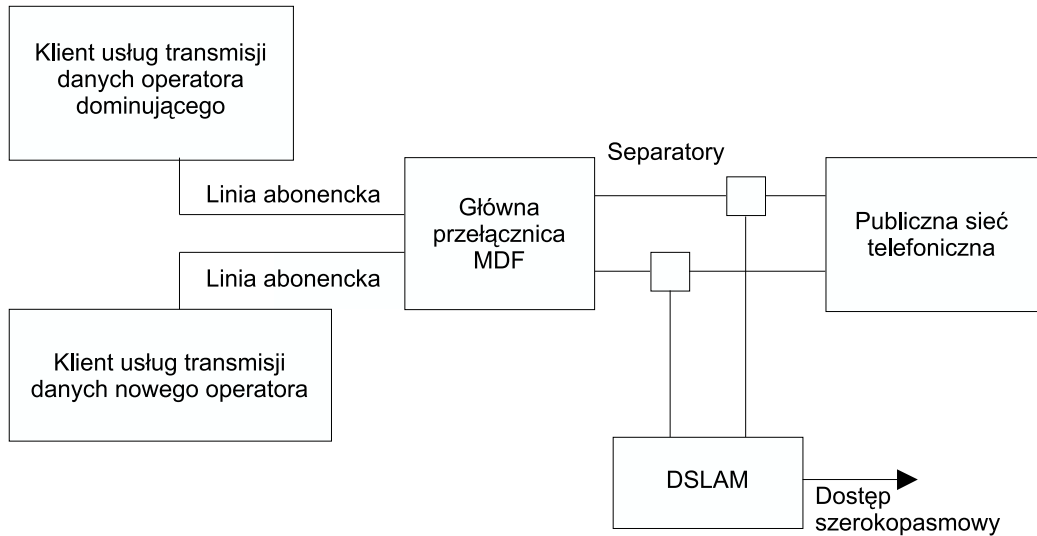 Klient usług transmisji
danych operatora
dominującego
Linia abonencka
Linia abonencka
Klient usług transmisji
danych nowego operatora
Główna
przełącznica
MDF
Separatory
Publiczna sieć
telefoniczna
DSLAM
Dostęp
szerokopasmowy